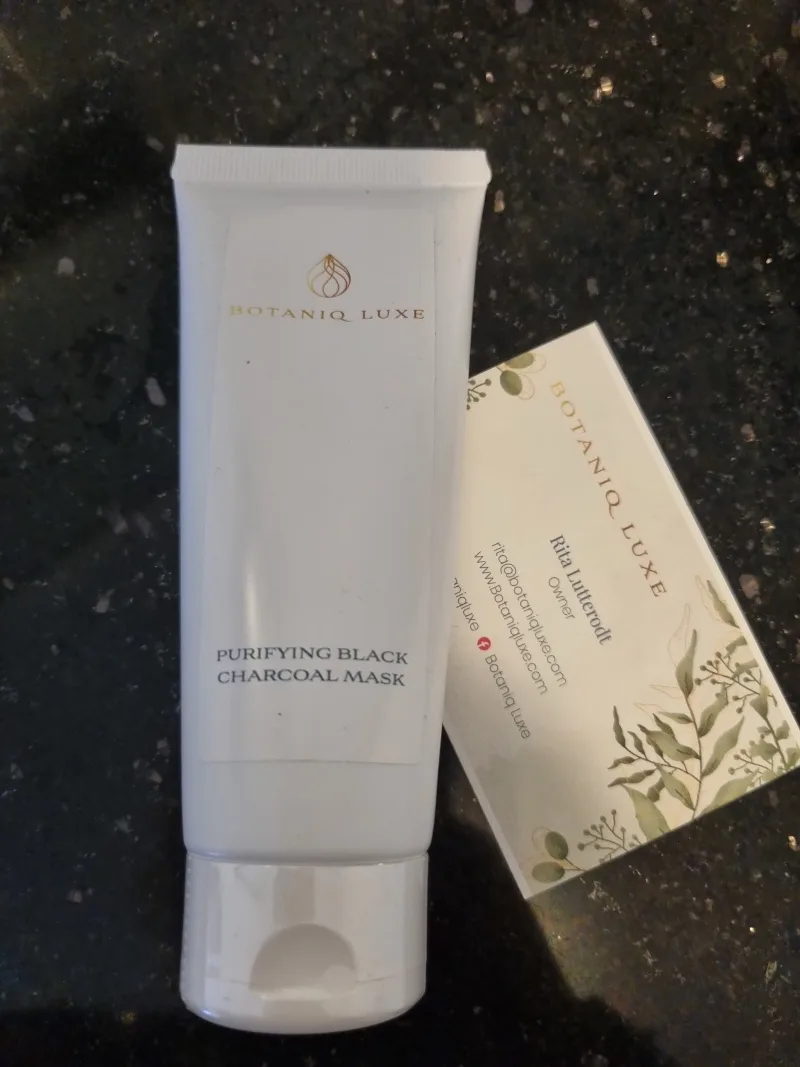 BOTANIQ LUXE
PURIFYING BLACK
CHARCOAL MASK
BOTANIQ LUXE
Rita Lutterodt
Owner
rita@botaniqluxe.com
www.Botaniqluxe.com
aniqluxe Botaniq Luxe